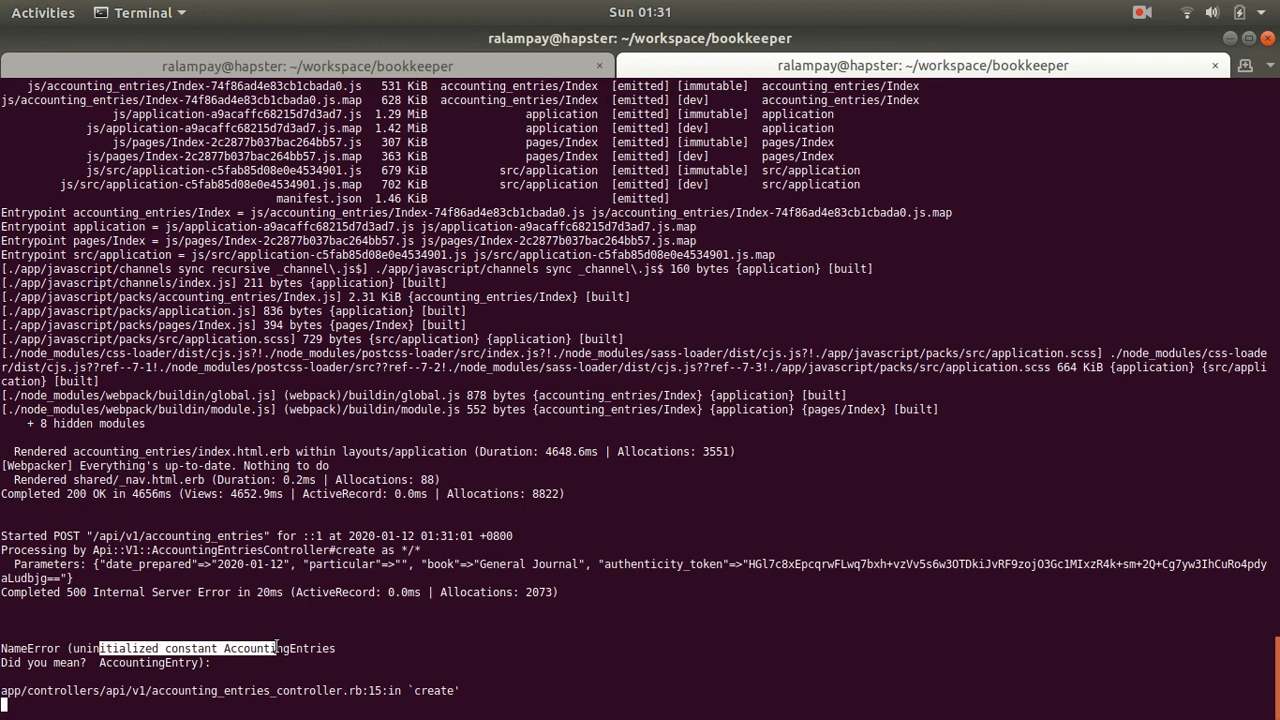 Activities Terminal Sun 01:31
ralampay@hapster: ~/workspace/bookkeeper
ralampay@hapster: ~/workspace/bookkeeper × ralampay@hapster: ~/workspace/bookkeeper ×
js/accounting_entries/Index-74f86ad4e83cb1cbada0.js 531 KiB accounting_entries/Index [emitted] [immutable] accounting_entries/Index
js/accounting_entries/Index-74f86ad4e83cb1cbada0.js.map 628 KiB accounting_entries/Index [emitted] [dev] accounting_entries/Index
js/application-a9acaffc68215d7d3ad7.js 1.29 MiB application [emitted] [immutable] application
js/application-a9acaffc68215d7d3ad7.js.map 1.42 MiB application [emitted] [dev] application
js/pages/Index-2c2877b037bac264bb57.js 307 KiB pages/Index [emitted] [immutable] pages/Index
js/pages/Index-2c2877b037bac264bb57.js.map 363 KiB pages/Index [emitted] [dev] pages/Index
js/src/application-c5fab85d08e0e4534901.js 679 KiB src/application [emitted] [immutable] src/application
js/src/application-c5fab85d08e0e4534901.js.map 702 KiB src/application [emitted] [dev] src/application
manifest.json 1.46 KiB [emitted]
Entrypoint accounting_entries/Index = js/accounting_entries/Index-74f86ad4e83cb1cbada0.js js/accounting_entries/Index-74f86ad4e83cb1cbada0.js.map
Entrypoint application = js/application-a9acaffc68215d7d3ad7.js js/application-a9acaffc68215d7d3ad7.js.map
Entrypoint pages/Index = js/pages/Index-2c2877b037bac264bb57.js js/pages/Index-2c2877b037bac264bb57.js.map
Entrypoint src/application = js/src/application-c5fab85d08e0e4534901.js js/src/application-c5fab85d08e0e4534901.js.map
[./app/javascript/channels sync recursive _channel\.js$] ./app/javascript/channels sync _channel\.js$ 160 bytes {application} [built]
[./app/javascript/channels/index.js] 211 bytes {application} [built]
[./app/javascript/packs/accounting_entries/Index.js] 2.31 KiB {accounting_entries/Index} [built]
[./app/javascript/packs/application.js] 836 bytes {application} [built]
[./app/javascript/packs/pages/Index.js] 394 bytes {pages/Index} [built]
[./app/javascript/packs/src/application.scss] 729 bytes {src/application} {application} [built]
[./node_modules/css-loader/dist/cjs.js?!./node_modules/postcss-loader/src/index.js?!./node_modules/sass-loader/dist/cjs.js?!./app/javascript/packs/src/application.scss] ./node_modules/css-loade
r/dist/cjs.js??ref--7-1!./node_modules/postcss-loader/src??ref--7-2!./node_modules/sass-loader/dist/cjs.js??ref--7-3!./app/javascript/packs/src/application.scss 664 KiB {application} {src/appli
cation} [built]
[./node_modules/webpack/buildin/global.js] (webpack)/buildin/global.js 878 bytes {accounting_entries/Index} {application} [built]
[./node_modules/webpack/buildin/module.js] (webpack)/buildin/module.js 552 bytes {accounting_entries/Index} {application} {pages/Index} [built]
+ 8 hidden modules
Rendered accounting_entries/index.html.erb within layouts/application (Duration: 4648.6ms | Allocations: 3551)
[Webpacker] Everything's up-to-date. Nothing to do
Rendered shared/_nav.html.erb (Duration: 0.2ms | Allocations: 88)
Completed 200 OK in 4656ms (Views: 4652.9ms | ActiveRecord: 0.0ms | Allocations: 8822)
Started POST "/api/v1/accounting_entries" for ::1 at 2020-01-12 01:31:01 +0800
Processing by Api::V1::AccountingEntriesController#create as */*
Parameters: {"date_prepared"=>"2020-01-12", "particular"=>"", "book"=>"General Journal", "authenticity_token"=>"HGl7c8xEpcqrwFLwq7bxh+vzVv5s6w3OTDkiJvRF9zojO3Gc1MIxzR4k+sm+2Q+Cg7yw3IhCuRo4pdy
aLudbjg=="}
Completed 500 Internal Server Error in 20ms (ActiveRecord: 0.0ms | Allocations: 2073)
NameError (uninitialized constant AccountingEntries
Did you mean? AccountingEntry):
app/controllers/api/v1/accounting_entries_controller.rb:15:in `create'